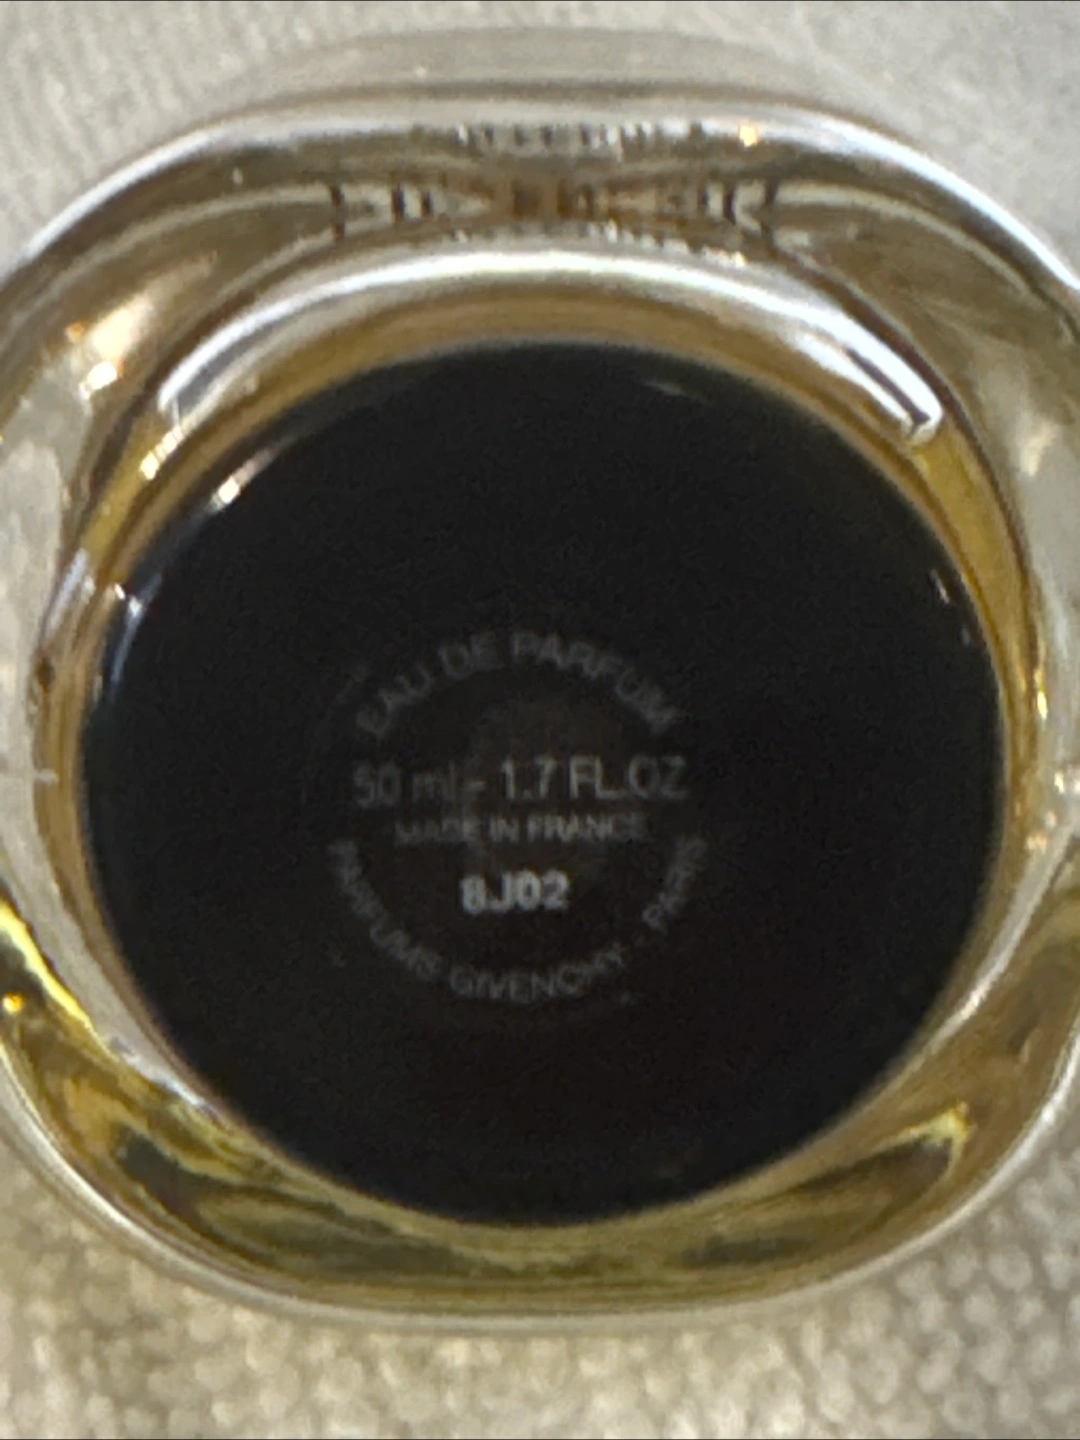 EAU DE PARFUM
50 ml - 1.7 FL.OZ
MADE IN FRANCE
8J02
PARFUMS GIVENCHY - PARIS